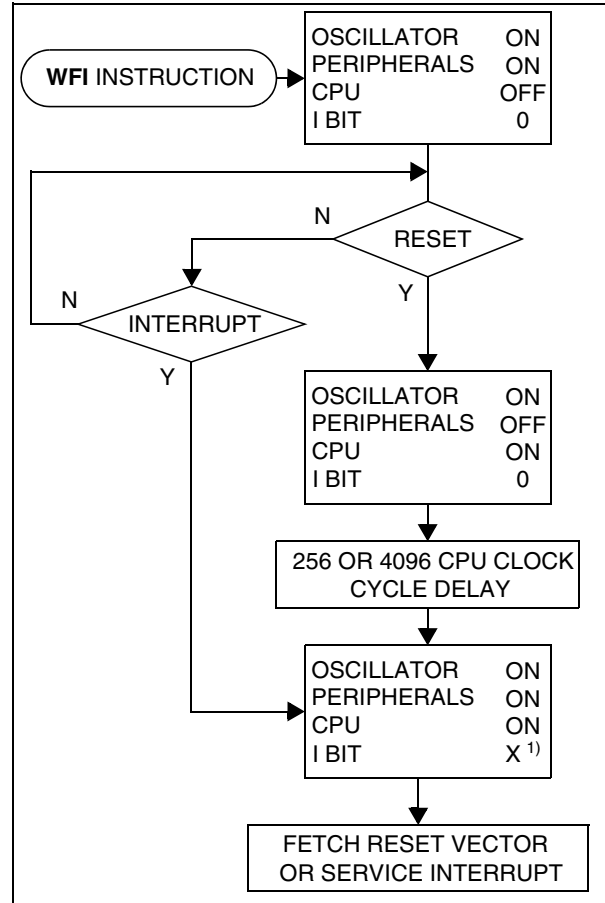 WFI INSTRUCTION
OSCILLATOR ON
PERIPHERALS ON
CPU OFF
I BIT 0
N
RESET
Y
N
INTERRUPT
Y
OSCILLATOR ON
PERIPHERALS OFF
CPU ON
I BIT 0
256 OR 4096 CPU CLOCK
CYCLE DELAY
OSCILLATOR ON
PERIPHERALS ON
CPU ON
I BIT X 1)
FETCH RESET VECTOR
OR SERVICE INTERRUPT